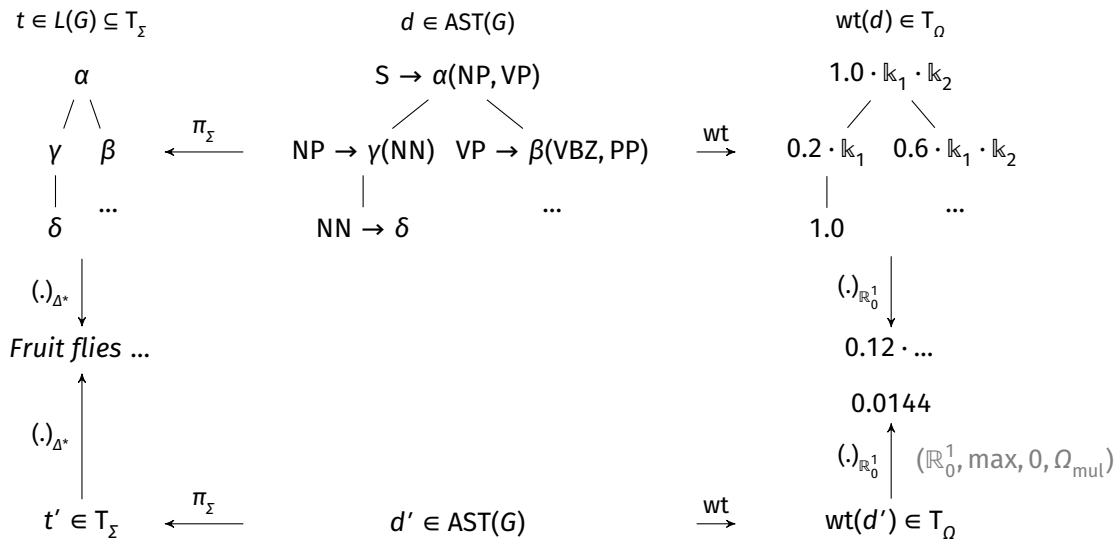 t ∈ L(G) ⊆ T_Σ d ∈ AST(G) wt(d) ∈ T_Ω
α S → α(NP, VP) 1.0 · 𝕜₁ · 𝕜₂
π_Σ wt
γ β NP → γ(NN) VP → β(VBZ, PP) 0.2 · 𝕜₁ 0.6 · 𝕜₁ · 𝕜₂
... ... ...
δ NN → δ 1.0
(.)_Δ* (.)_ℝ₀¹
Fruit flies ... 0.12 · ...
0.0144
(.)_Δ* (.)_ℝ₀¹ (ℝ₀¹, max, 0, Ω_mul)
π_Σ wt
t′ ∈ T_Σ d′ ∈ AST(G) wt(d′) ∈ T_Ω